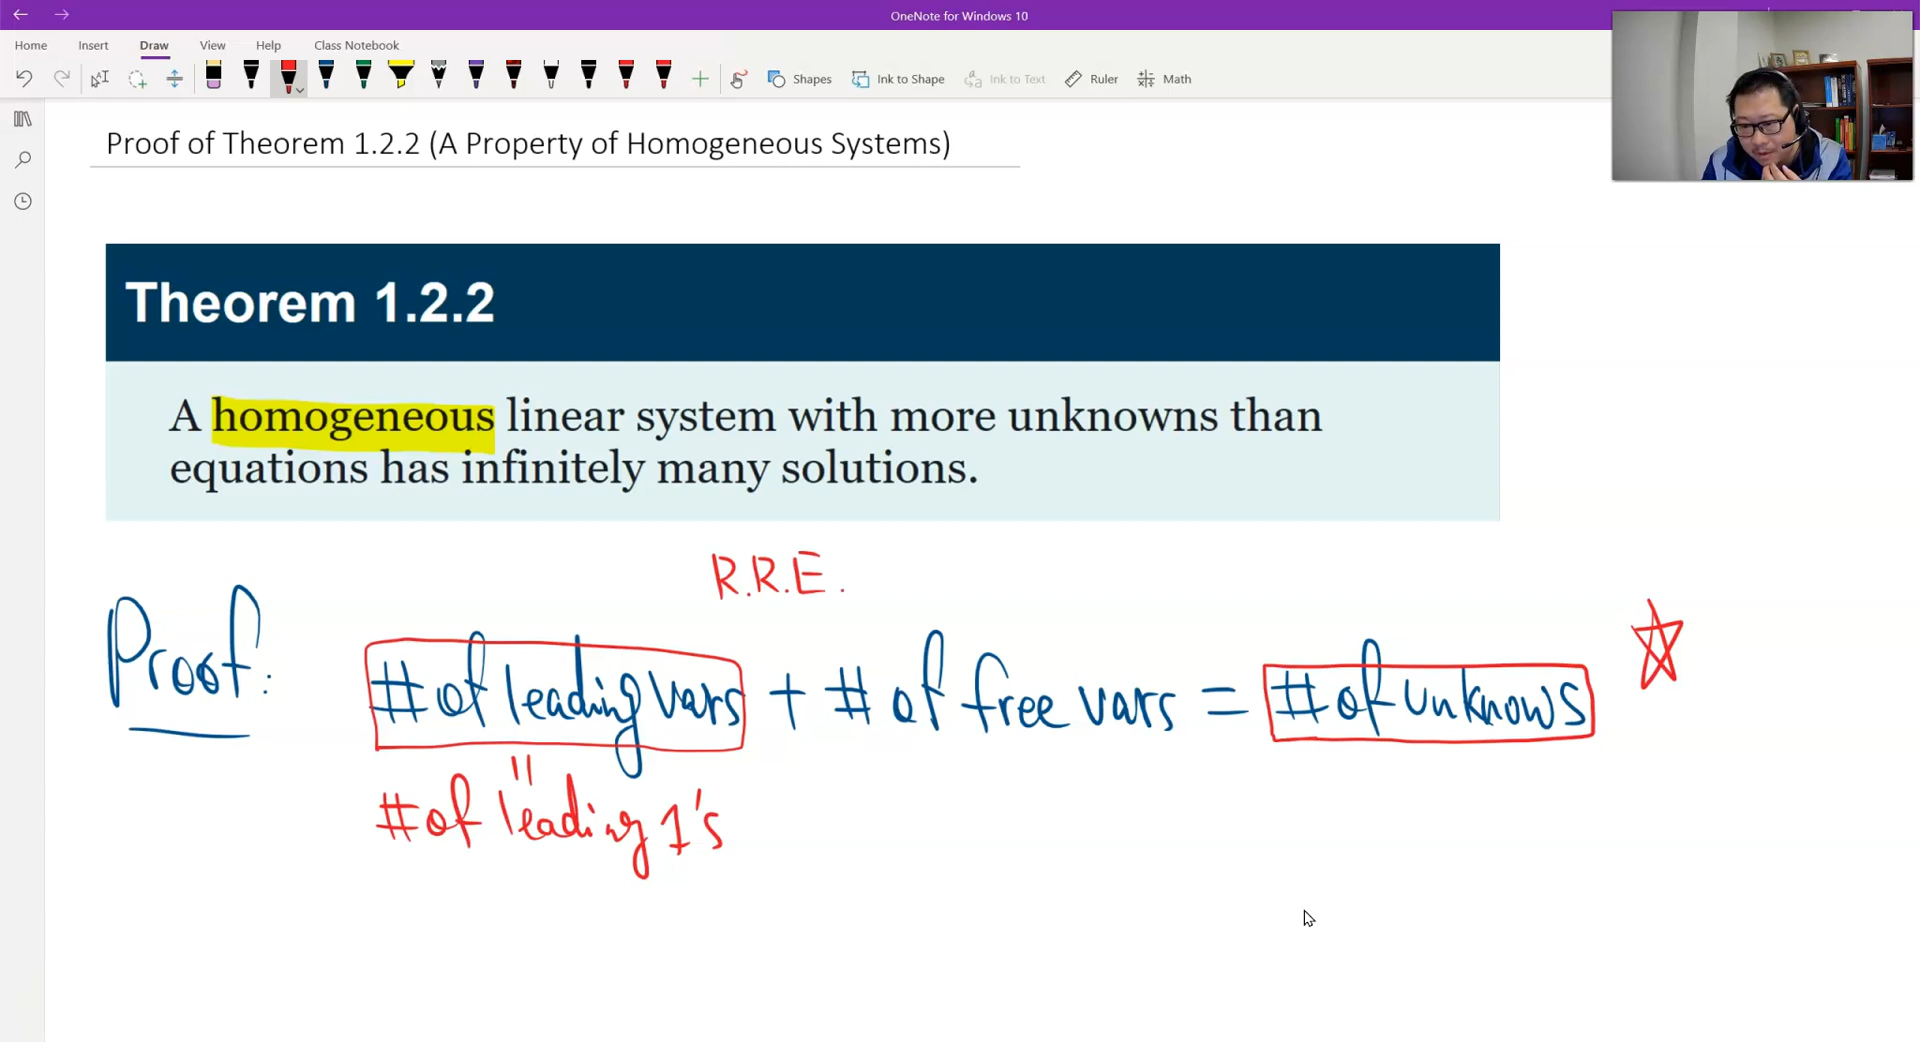 OneNote for Windows 10
Home Insert Draw View Help Class Notebook
Shapes Ink to Shape Ink to Text Ruler Math
Proof of Theorem 1.2.2 (A Property of Homogeneous Systems)
Theorem 1.2.2
A homogeneous linear system with more unknowns than
equations has infinitely many solutions.
R.R.E.
Proof: # of leading vars + # of free vars = # of unknows
"
# of leading 1's